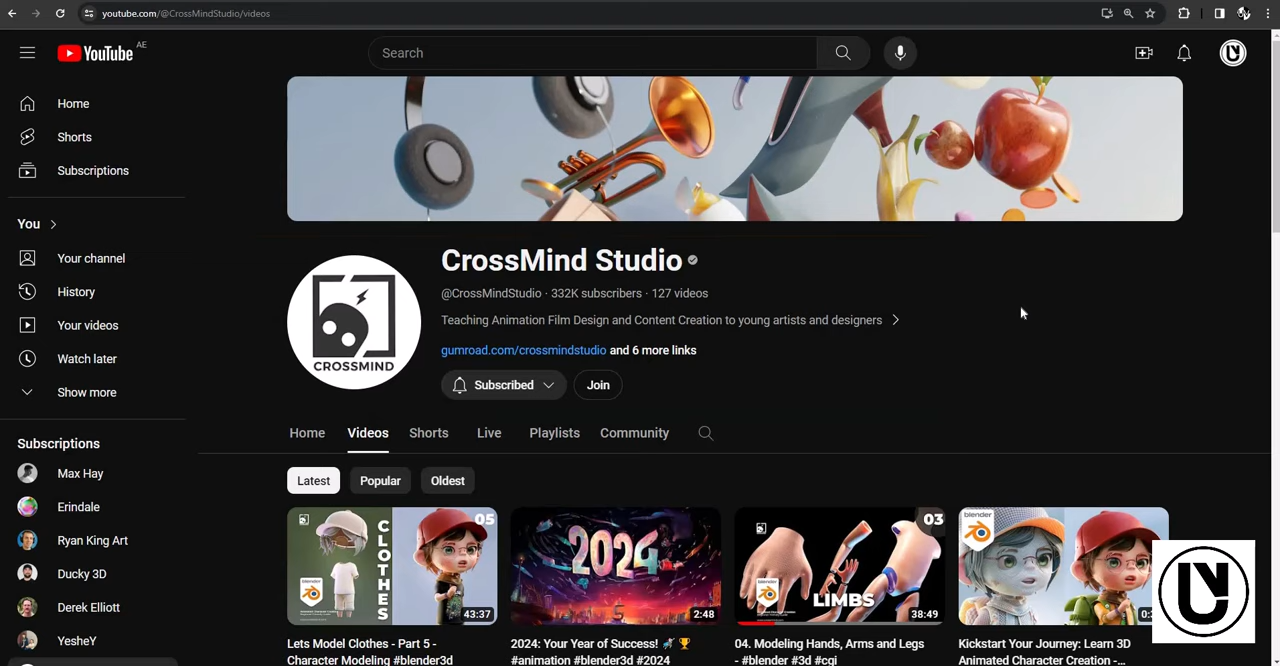 youtube.com/@CrossMindStudio/videos
YouTube AE
Search
Home
Shorts
Subscriptions
You
Your channel
History
Your videos
Watch later
Show more
Subscriptions
Max Hay
Erindale
Ryan King Art
Ducky 3D
Derek Elliott
YesheY
CROSSMIND
CrossMind Studio
@CrossMindStudio · 332K subscribers · 127 videos
Teaching Animation Film Design and Content Creation to young artists and designers
gumroad.com/crossmindstudio and 6 more links
Subscribed
Join
Home
Videos
Shorts
Live
Playlists
Community
Latest
Popular
Oldest
05
CLOTHES
blender
43:37
Lets Model Clothes - Part 5 -
Character Modeling #blender3d
2024
2:48
2024: Your Year of Success! 🚀 🏆
#animation #blender3d #2024
03
blender
LIMBS
38:49
04. Modeling Hands, Arms and Legs
- #blender #3d #cgi
blender
Kickstart Your Journey: Learn 3D
Animated Character Creation -...